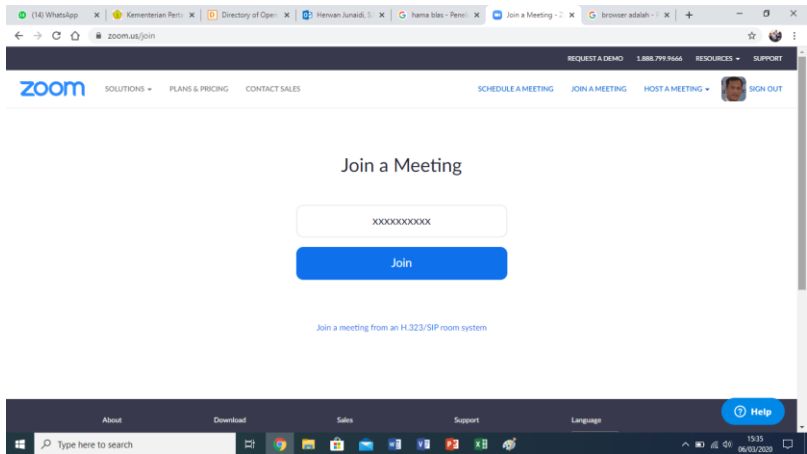 (14) WhatsApp
Kementerian Perta
Directory of Open
Herwan Junaidi, S.
hama blas - Penel
Join a Meeting - Z
browser adalah -
zoom.us/join
REQUEST A DEMO 1.888.799.9666 RESOURCES SUPPORT
zoom SOLUTIONS PLANS & PRICING CONTACT SALES SCHEDULE A MEETING JOIN A MEETING HOST A MEETING SIGN OUT
Join a Meeting
xxxxxxxxxx
Join
Join a meeting from an H.323/SIP room system
Help
About Download Sales Support Language
Type here to search
15:35
06/03/2020